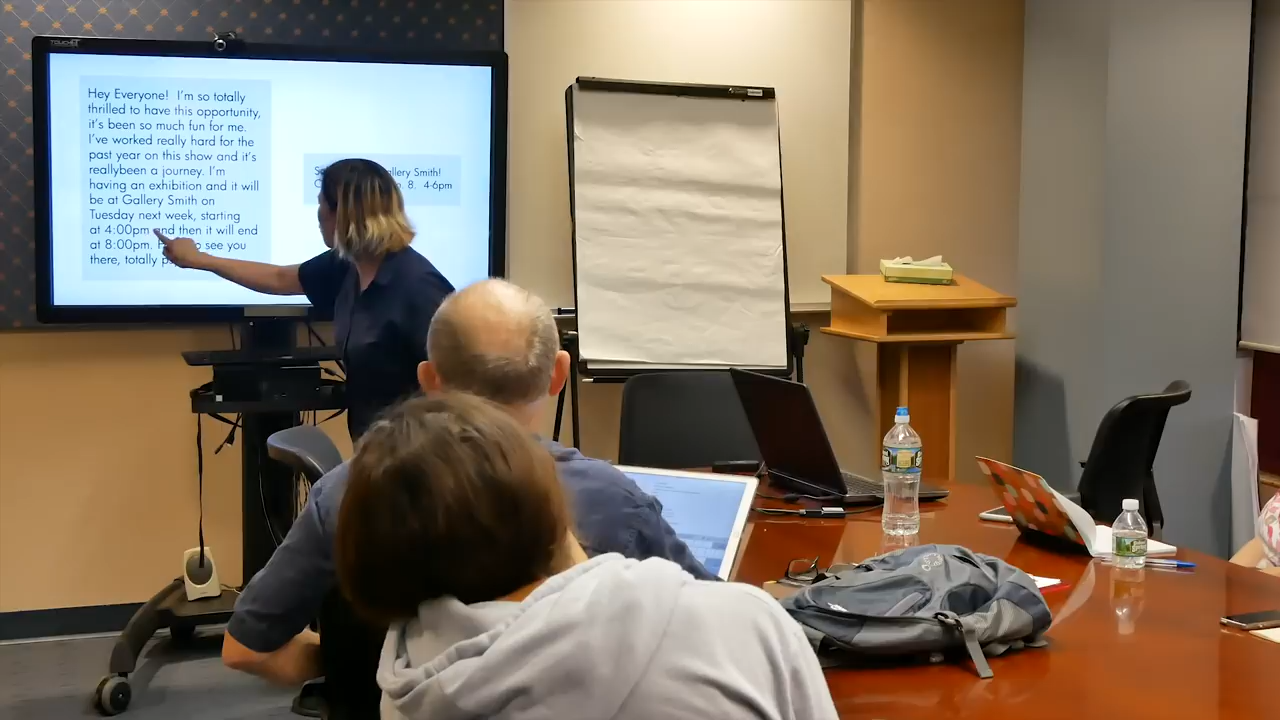 Hey Everyone! I'm so totally
thrilled to have this opportunity,
it's been so much fun for me.
I've worked really hard for the
past year on this show and it's
reallybeen a journey. I'm
having an exhibition and it will
be at Gallery Smith on
Tuesday next week, starting
at 4:00pm and then it will end
at 8:00pm. to see you
there, totally
Smith!
8. 4-6pm